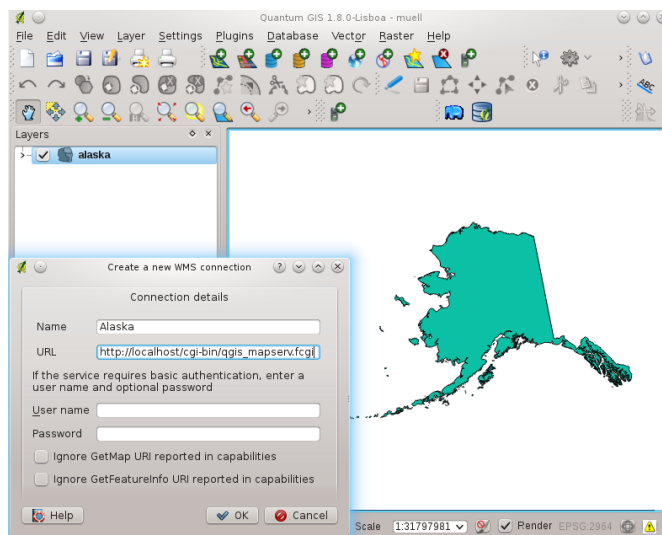 Quantum GIS 1.8.0-Lisboa - muell
File Edit View Layer Settings Plugins Database Vector Raster Help
ABC
Layers
alaska
Create a new WMS connection
Connection details
Name Alaska
URL http://localhost/cgi-bin/qgis_mapserv.fcgi
If the service requires basic authentication, enter a
user name and optional password
User name
Password
Ignore GetMap URI reported in capabilities
Ignore GetFeatureInfo URI reported in capabilities
Help OK Cancel
Scale 1:31797981 Render EPSG:2964